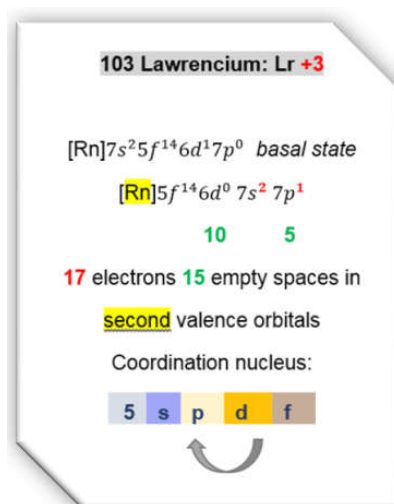 103 Lawrencium: Lr +3
[Rn]7s²5f¹⁴6d¹7p⁰ basal state
[Rn]5f¹⁴6d⁰ 7s² 7p¹
10 5
17 electrons 15 empty spaces in
second valence orbitals
Coordination nucleus:
5 s p d f